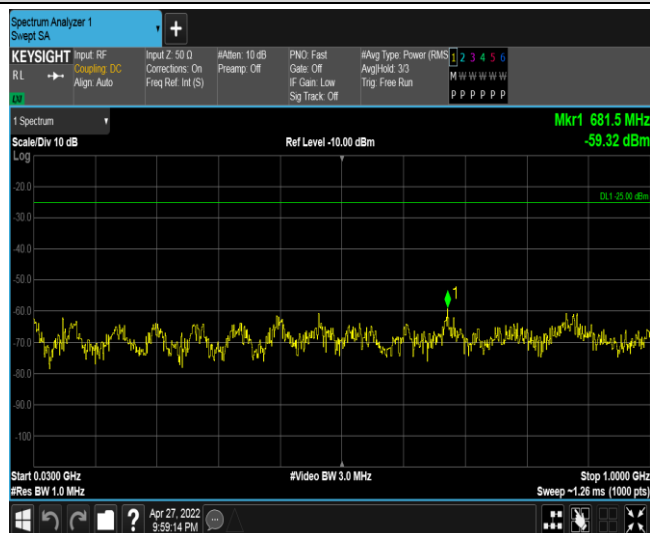 Spectrum Analyzer 1
Swept SA
KEYSIGHT Input: RF Input Z: 50 Ω #Atten: 10 dB PNO: Fast #Avg Type: Power (RMS 1 2 3 4 5 6
RL Coupling: DC Corrections: On Preamp: Off Gate: Off Avg|Hold: 3/3 M W W W W W
Align: Auto Freq Ref: Int (S) IF Gain: Low Trig: Free Run
Sig Track: Off P P P P P P
1 Spectrum Mkr1 681.5 MHz
Scale/Div 10 dB Ref Level -10.00 dBm -59.32 dBm
Log
-20.0
DL1 -25.00 dBm
-30.0
-40.0
-50.0
1
-60.0
-70.0
-80.0
-90.0
-100
Start 0.0300 GHz #Video BW 3.0 MHz Stop 1.0000 GHz
#Res BW 1.0 MHz Sweep ~1.26 ms (1000 pts)
Apr 27, 2022
9:59:14 PM